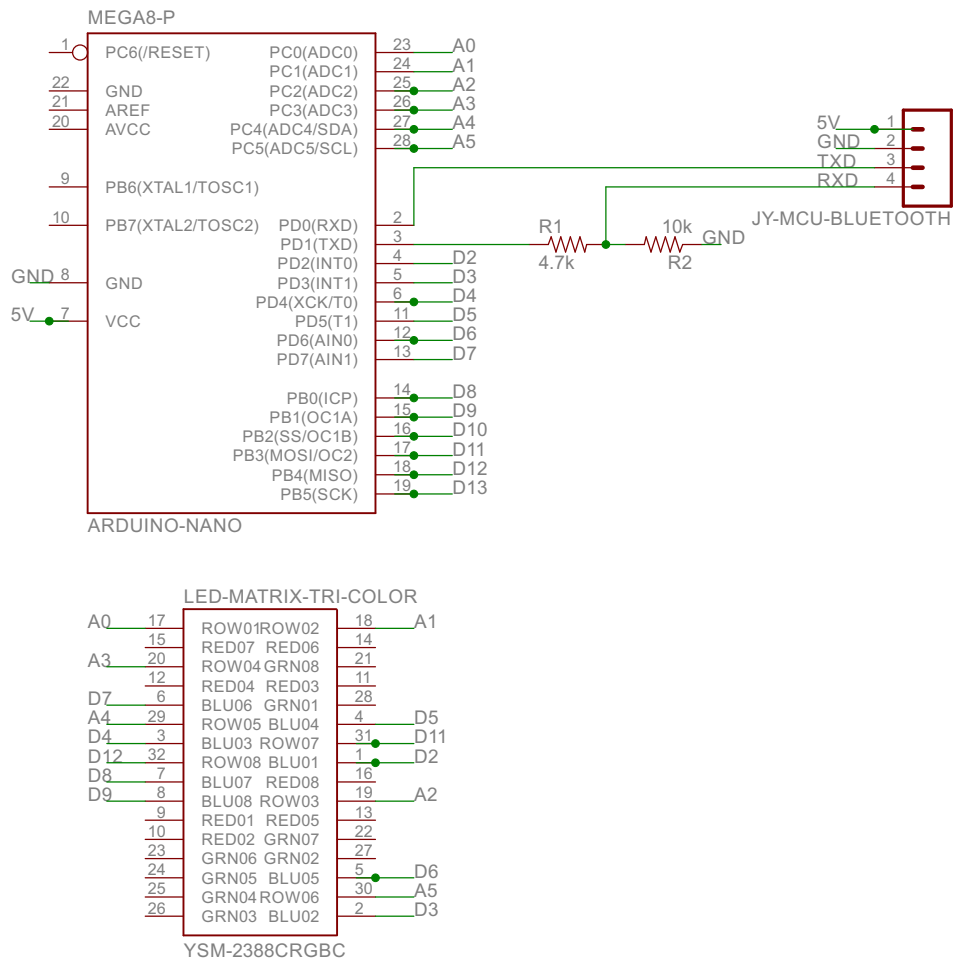 MEGA8-P
1 PC6(/RESET) PC0(ADC0) 23 A0
PC1(ADC1) 24 A1
22 GND PC2(ADC2) 25 A2
21 AREF PC3(ADC3) 26 A3
20 AVCC PC4(ADC4/SDA) 27 A4
PC5(ADC5/SCL) 28 A5
5V 1
GND 2
TXD 3
RXD 4
JY-MCU-BLUETOOTH
9 PB6(XTAL1/TOSC1)
10 PB7(XTAL2/TOSC2) PD0(RXD) 2
PD1(TXD) 3
R1 10k GND
4.7k R2
PD2(INT0) 4 D2
GND 8 GND PD3(INT1) 5 D3
PD4(XCK/T0) 6 D4
5V 7 VCC PD5(T1) 11 D5
PD6(AIN0) 12 D6
PD7(AIN1) 13 D7
PB0(ICP) 14 D8
PB1(OC1A) 15 D9
PB2(SS/OC1B) 16 D10
PB3(MOSI/OC2) 17 D11
PB4(MISO) 18 D12
PB5(SCK) 19 D13
ARDUINO-NANO
LED-MATRIX-TRI-COLOR
A0 17 ROW01 ROW02 18 A1
15 RED07 RED06 14
A3 20 ROW04 GRN08 21
12 RED04 RED03 11
D7 6 BLU06 GRN01 28
A4 29 ROW05 BLU04 4 D5
D4 3 BLU03 ROW07 31 D11
D12 32 ROW08 BLU01 1 D2
D8 7 BLU07 RED08 16
D9 8 BLU08 ROW03 19 A2
9 RED01 RED05 13
10 RED02 GRN07 22
23 GRN06 GRN02 27
24 GRN05 BLU05 5 D6
25 GRN04 ROW06 30 A5
26 GRN03 BLU02 2 D3
YSM-2388CRGBC